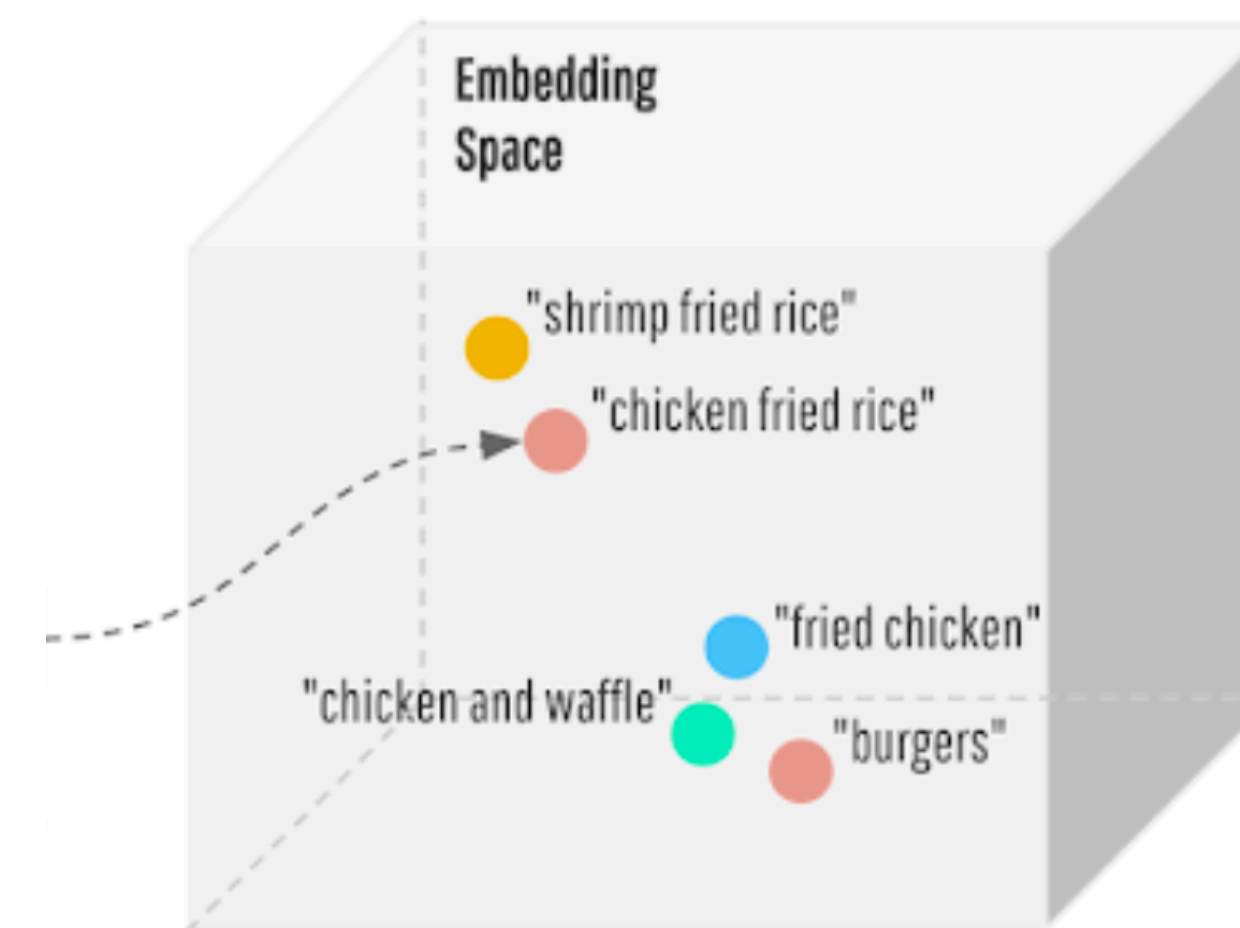 Embedding
Space
"shrimp fried rice"
"chicken fried rice"
"fried chicken"
"chicken and waffle"
"burgers"